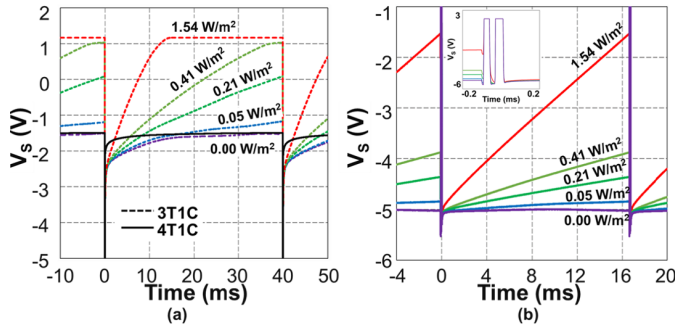 2
1
0
-1
-2
-3
-4
-5
V_S (V)
1.54 W/m²
0.41 W/m²
0.21 W/m²
0.05 W/m²
0.00 W/m²
3T1C
4T1C
-10 0 10 20 30 40 50
Time (ms)
(a)
-1
-2
-3
-4
-5
-6
V_S (V)
3
-6
V_S (V)
-0.2 0.2
Time (ms)
1.54 W/m²
0.41 W/m²
0.21 W/m²
0.05 W/m²
0.00 W/m²
-4 0 4 8 12 16 20
Time (ms)
(b)